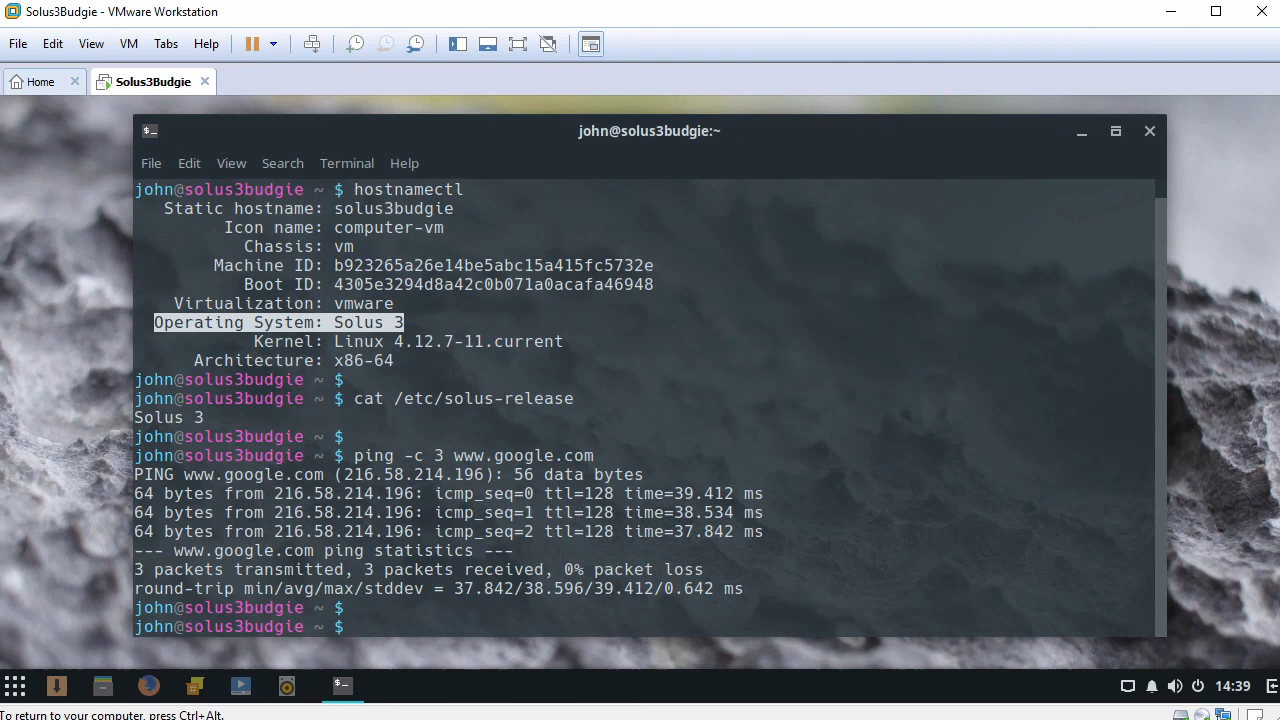 Solus3Budgie - VMware Workstation
File Edit View VM Tabs Help
Home Solus3Budgie
$_ john@solus3budgie:~
File Edit View Search Terminal Help
john@solus3budgie ~ $ hostnamectl
Static hostname: solus3budgie
Icon name: computer-vm
Chassis: vm
Machine ID: b923265a26e14be5abc15a415fc5732e
Boot ID: 4305e3294d8a42c0b071a0acafa46948
Virtualization: vmware
Operating System: Solus 3
Kernel: Linux 4.12.7-11.current
Architecture: x86-64
john@solus3budgie ~ $
john@solus3budgie ~ $ cat /etc/solus-release
Solus 3
john@solus3budgie ~ $
john@solus3budgie ~ $ ping -c 3 www.google.com
PING www.google.com (216.58.214.196): 56 data bytes
64 bytes from 216.58.214.196: icmp_seq=0 ttl=128 time=39.412 ms
64 bytes from 216.58.214.196: icmp_seq=1 ttl=128 time=38.534 ms
64 bytes from 216.58.214.196: icmp_seq=2 ttl=128 time=37.842 ms
--- www.google.com ping statistics ---
3 packets transmitted, 3 packets received, 0% packet loss
round-trip min/avg/max/stddev = 37.842/38.596/39.412/0.642 ms
john@solus3budgie ~ $
john@solus3budgie ~ $
$_ 14:39
To return to your computer, press Ctrl+Alt.